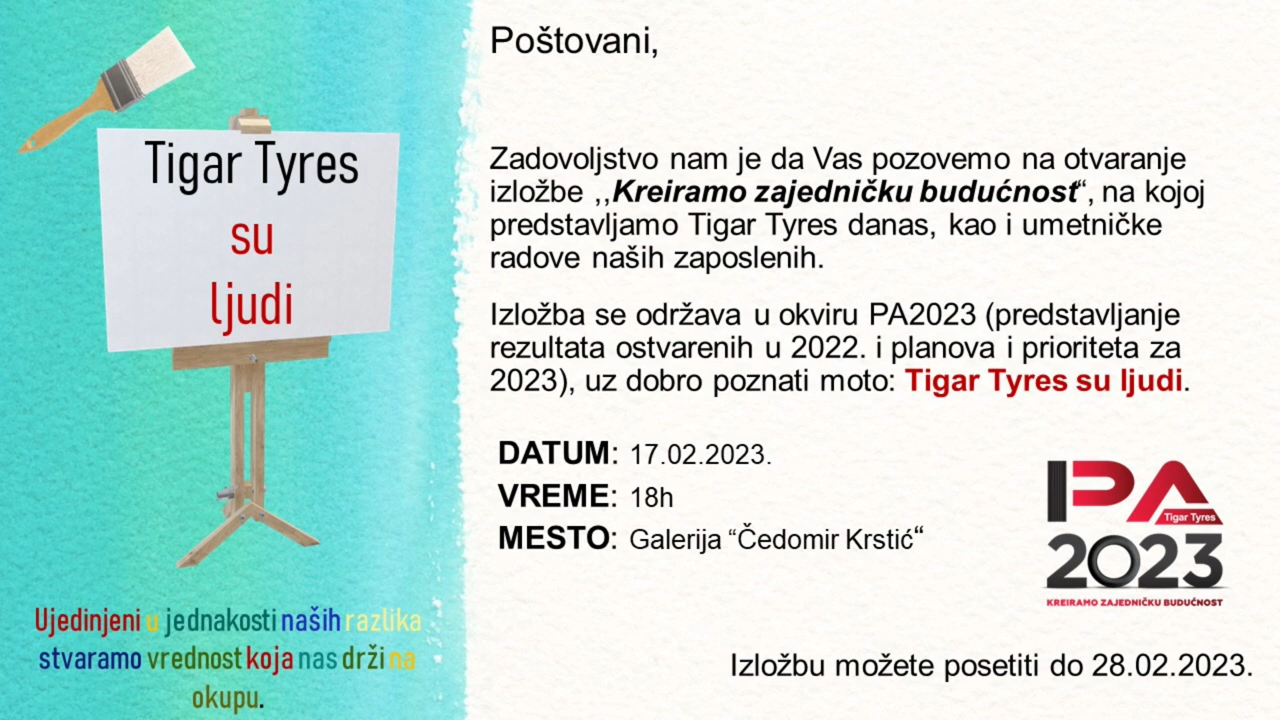 Tigar Tyres
su
ljudi
Ujedinjeni u jednakosti naših razlika
stvaramo vrednost koja nas drži na
okupu.
Poštovani,
Zadovoljstvo nam je da Vas pozovemo na otvaranje
izložbe ,,Kreiramo zajedničku budućnost“, na kojoj
predstavljamo Tigar Tyres danas, kao i umetničke
radove naših zaposlenih.
Izložba se održava u okviru PA2023 (predstavljanje
rezultata ostvarenih u 2022. i planova i prioriteta za
2023), uz dobro poznati moto: Tigar Tyres su ljudi.
DATUM: 17.02.2023.
VREME: 18h
MESTO: Galerija “Čedomir Krstić“
PA
Tigar Tyres
2023
KREIRAMO ZAJEDNIČKU BUDUĆNOST
Izložbu možete posetiti do 28.02.2023.